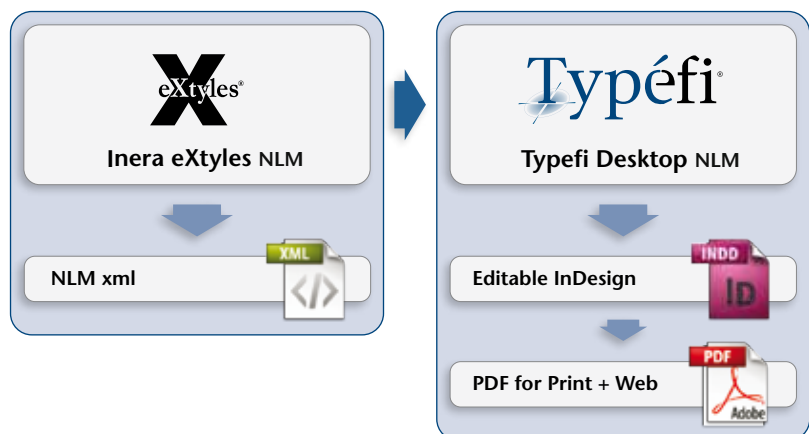 eXtyles®
Inera eXtyles NLM
XML
</>
NLM xml
Typéfi®
Typefi Desktop NLM
INDD
ID
Editable InDesign
PDF
Adobe
PDF for Print + Web